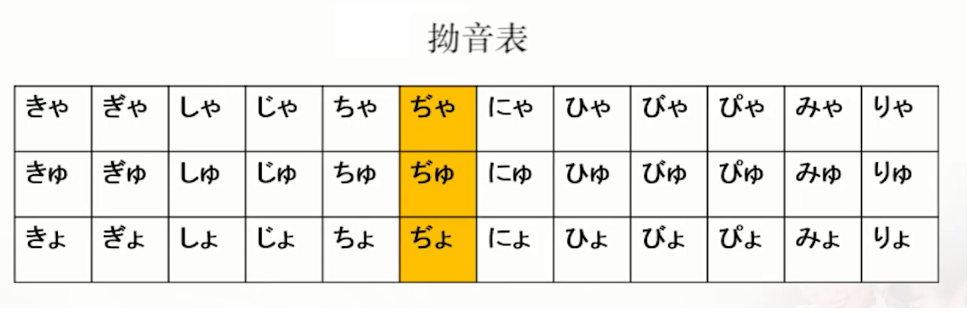 拗音表
きゃ ぎゃ しゃ じゃ ちゃ ぢゃ にゃ ひゃ びゃ ぴゃ みゃ りゃ
きゅ ぎゅ しゅ じゅ ちゅ ぢゅ にゅ ひゅ びゅ ぴゅ みゅ りゅ
きょ ぎょ しょ じょ ちょ ぢょ にょ ひょ びょ ぴょ みょ りょ